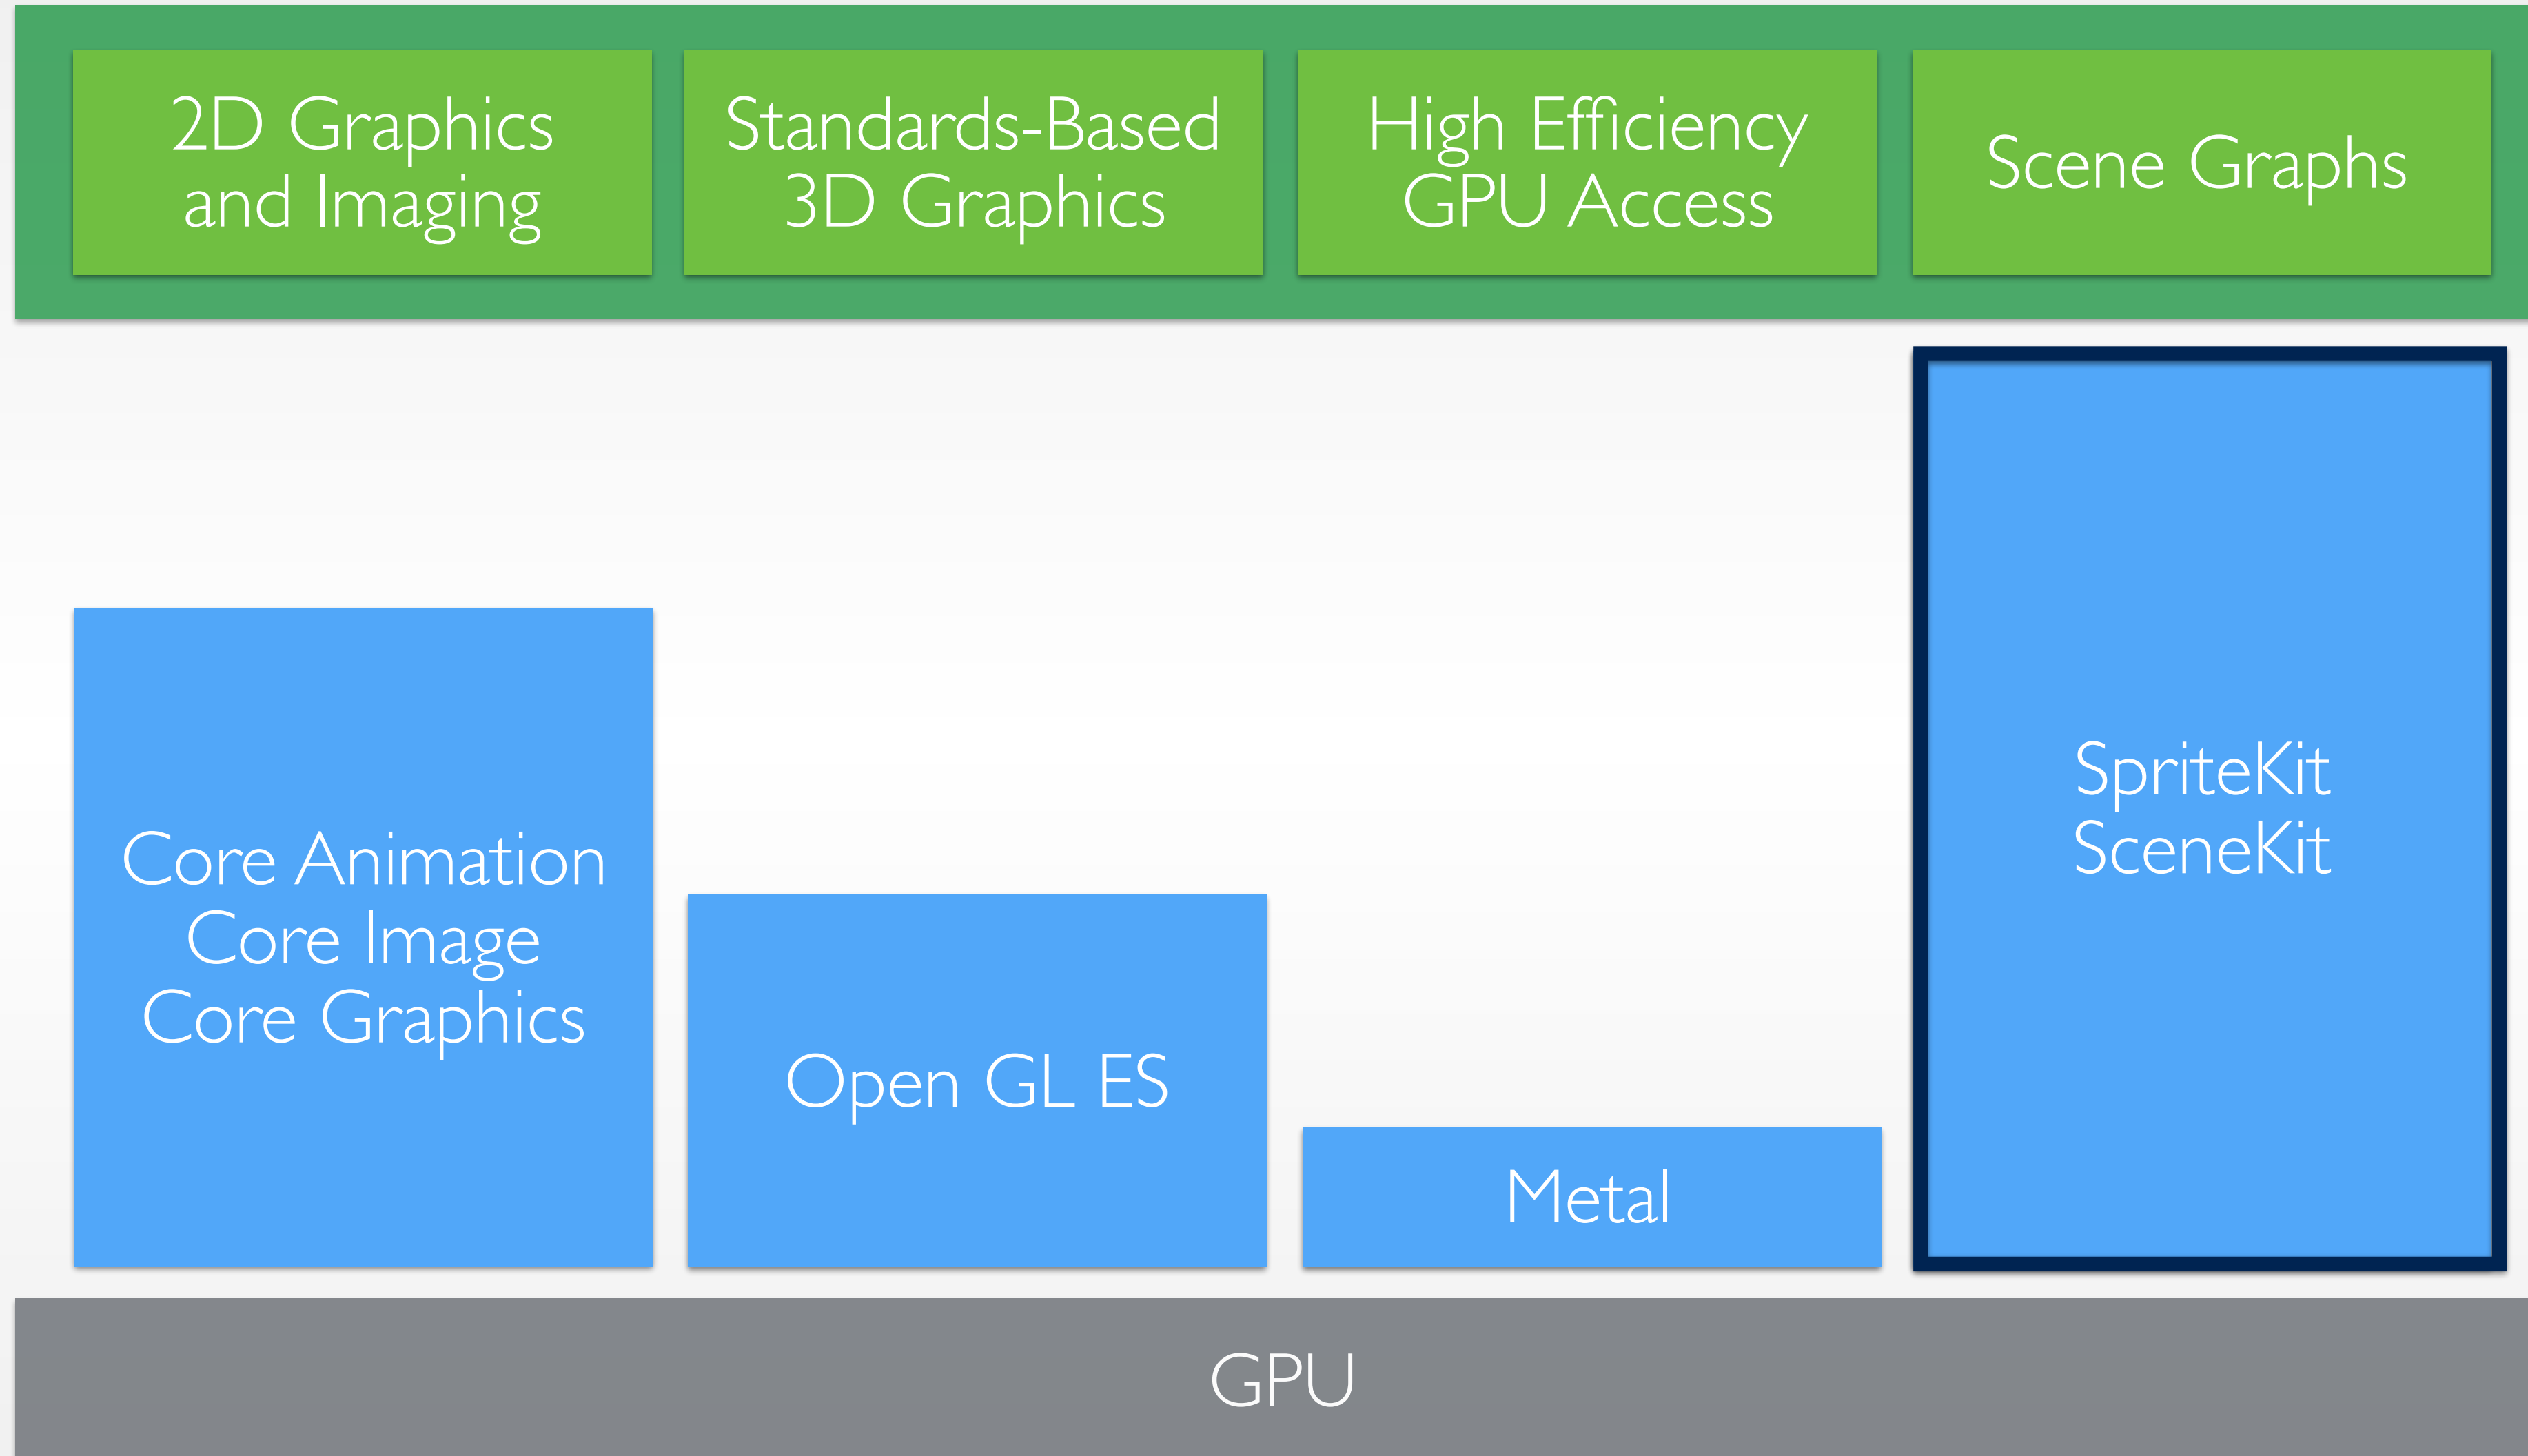 2D Graphics
and Imaging
Standards-Based
3D Graphics
High Efficiency
GPU Access
Scene Graphs
Core Animation
Core Image
Core Graphics
Open GL ES
Metal
SpriteKit
SceneKit
GPU